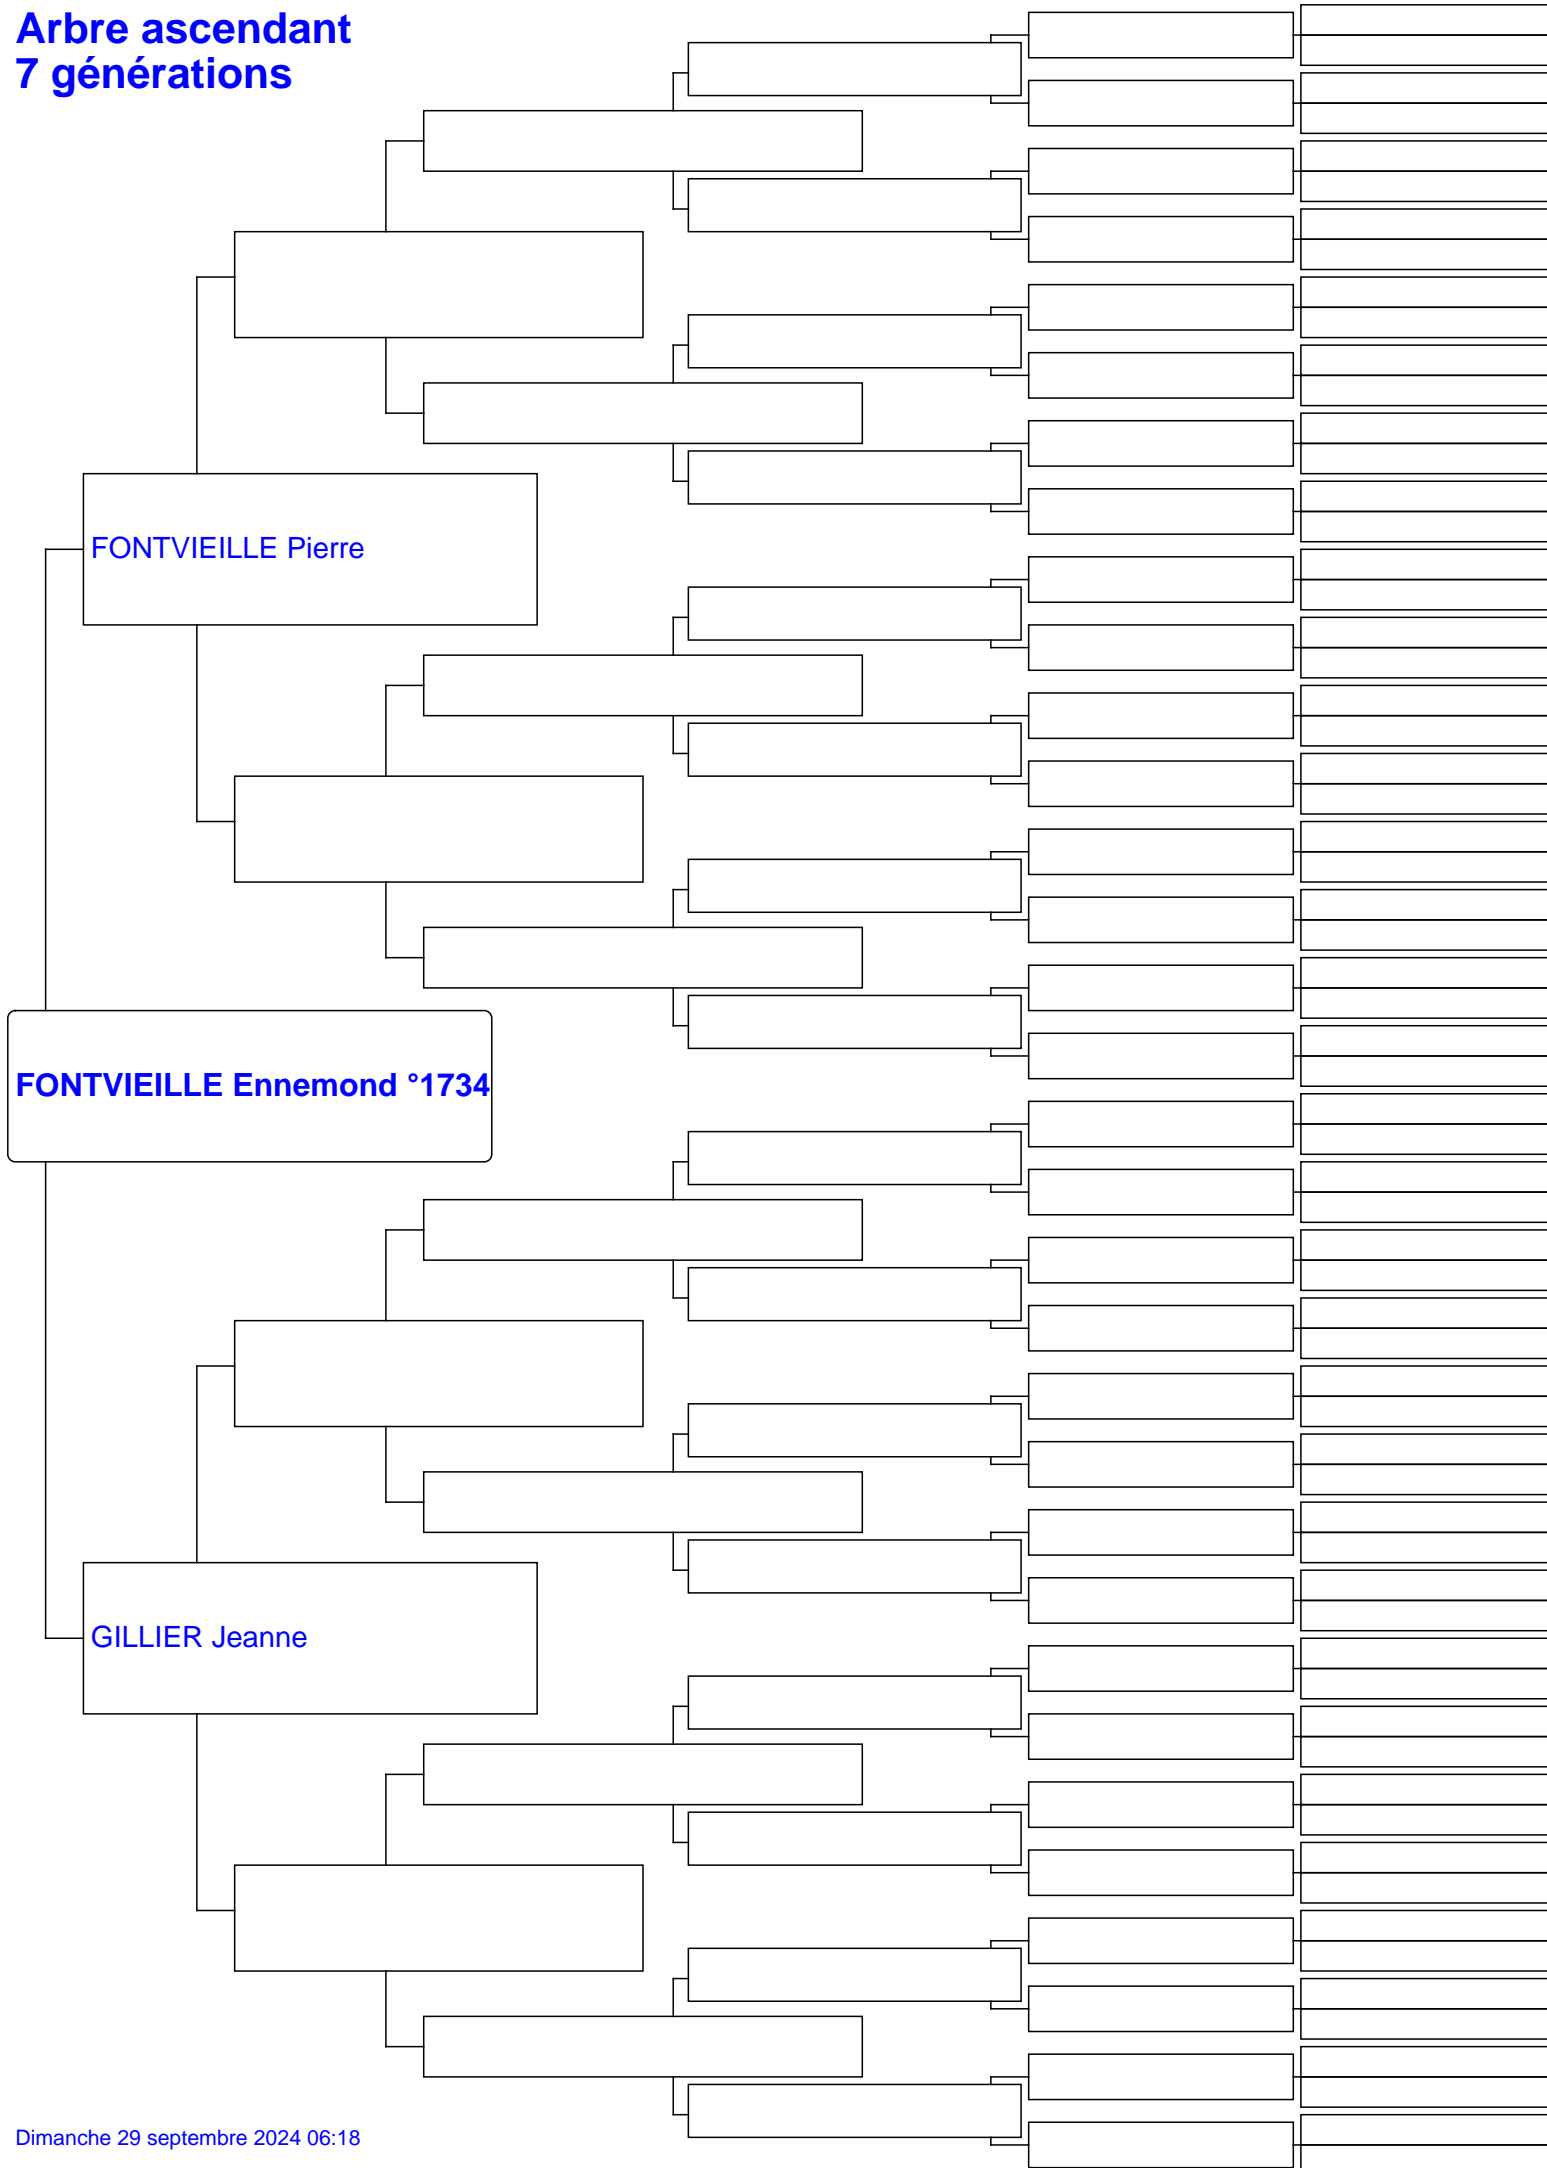 Arbre ascendant
7 générations
FONTVIEILLE Pierre
FONTVIEILLE Ennemond °1734
GILLIER Jeanne
Dimanche 29 septembre 2024 06:18